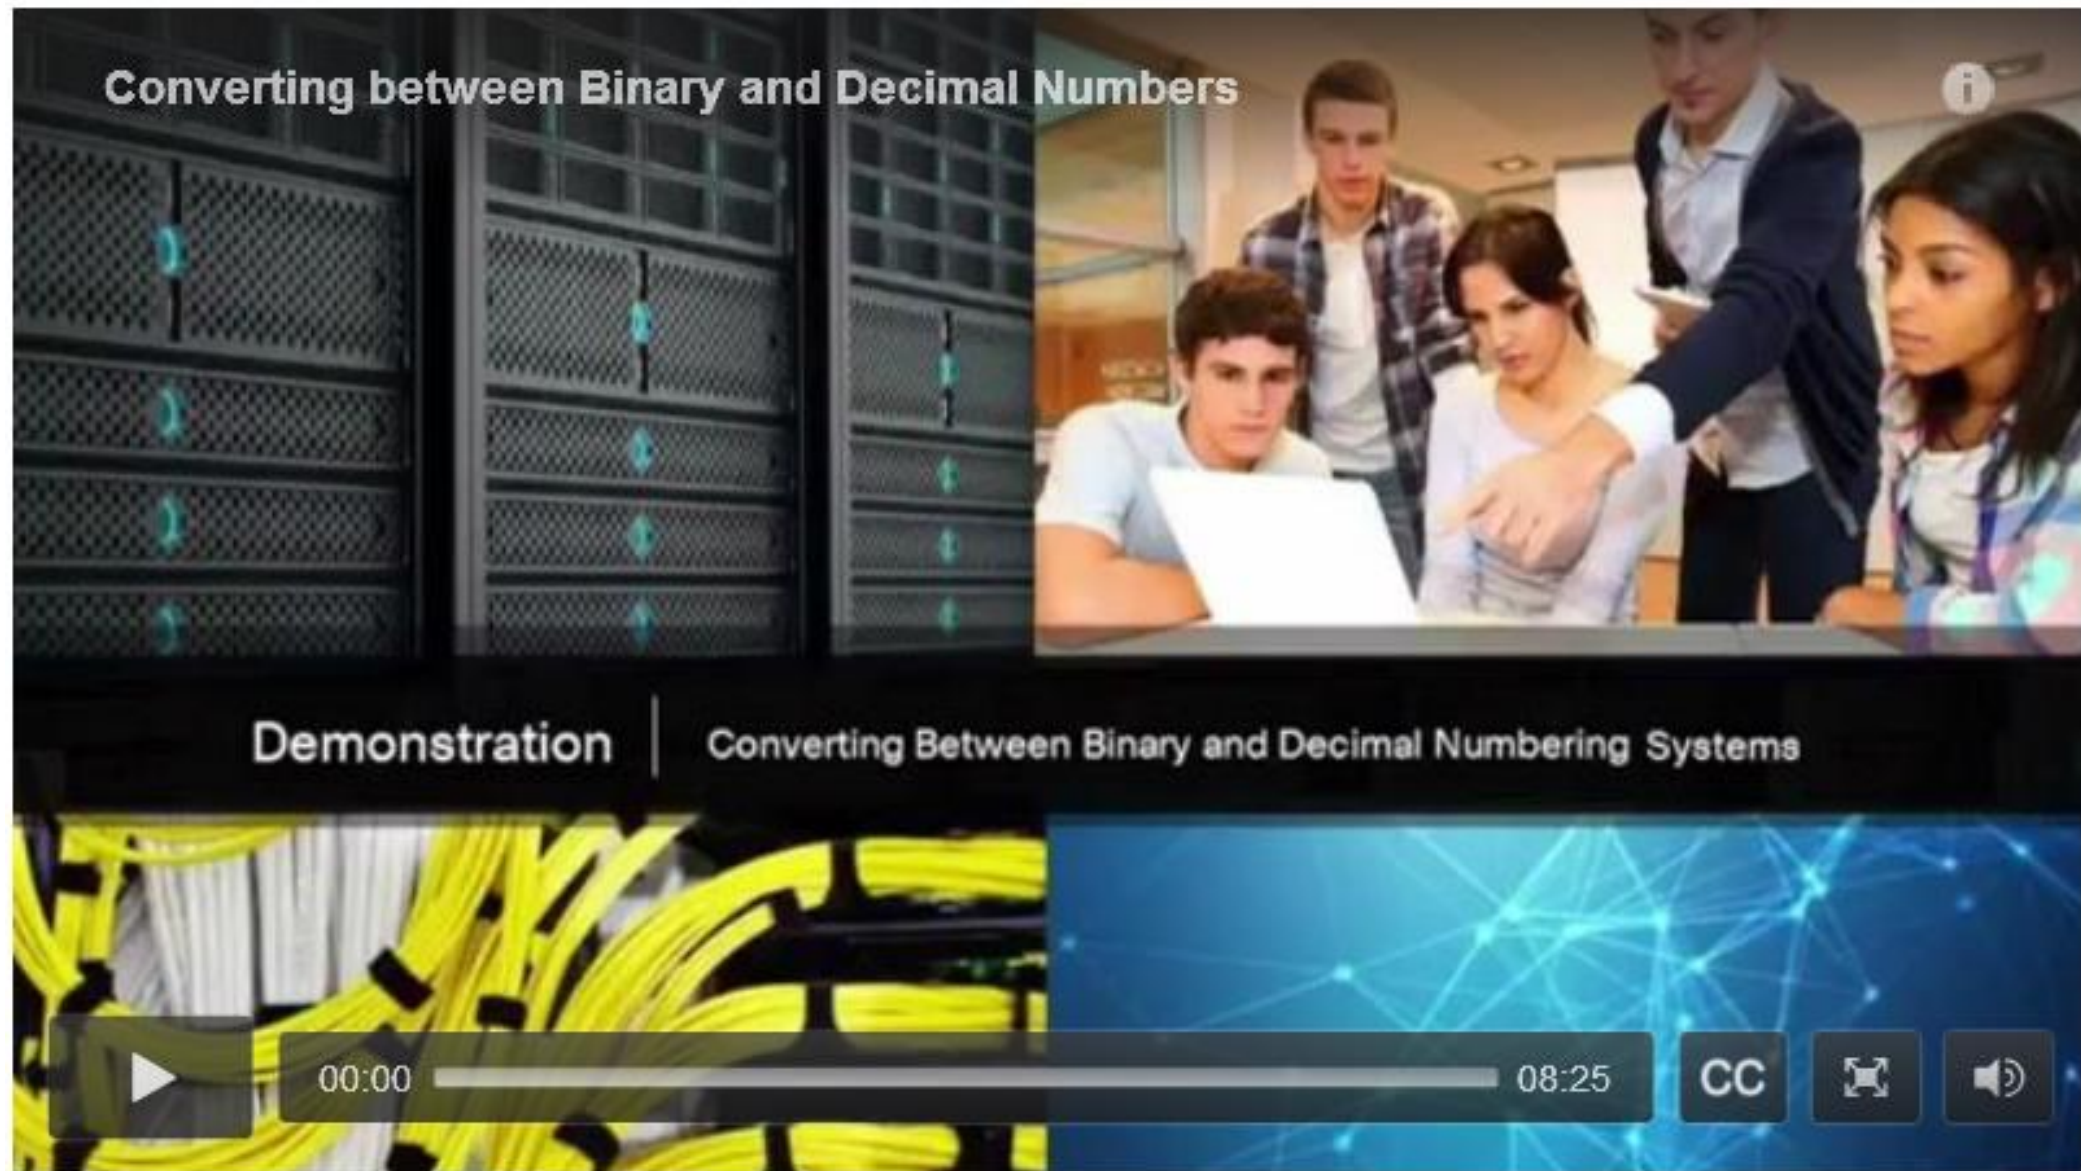 Converting between Binary and Decimal Numbers
i
Demonstration
Converting Between Binary and Decimal Numbering Systems
00:00
08:25
CC